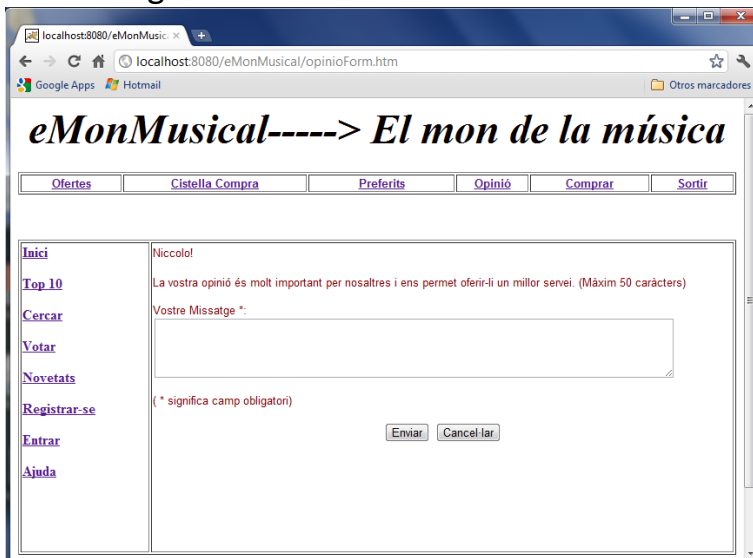 localhost:8080/eMonMusic
localhost:8080/eMonMusical/opinioForm.htm
Google Apps Hotmail Otros marcadores
eMonMusical-----> El mon de la música
Ofertes Cistella Compra Preferits Opinió Comprar Sortir
Inici
Top 10
Cercar
Votar
Novetats
Registrar-se
Entrar
Ajuda
Niccolo!
La vostra opinió és molt important per nosaltres i ens permet oferir-li un millor servei. (Màxim 50 caràcters)
Vostre Missatge *:
( * significa camp obligatori)
Enviar Cancel·lar